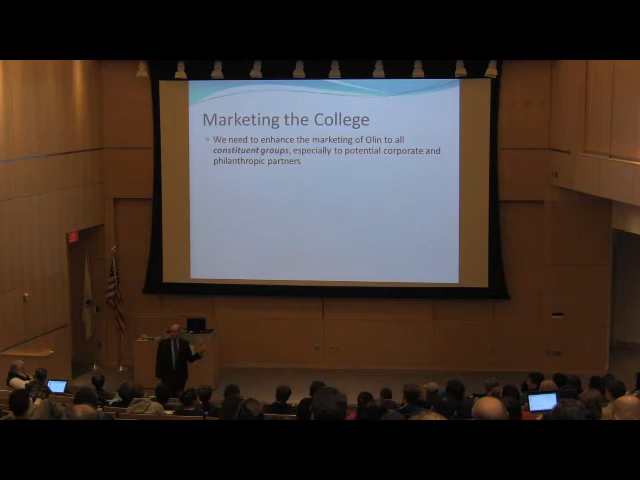 Marketing the College
We need to enhance the marketing of Olin to all
constituent groups, especially to potential corporate and
philanthropic partners